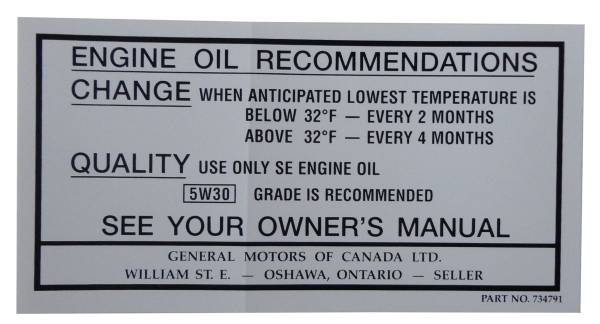 ENGINE OIL RECOMMENDATIONS
CHANGE WHEN ANTICIPATED LOWEST TEMPERATURE IS
BELOW 32°F — EVERY 2 MONTHS
ABOVE 32°F — EVERY 4 MONTHS
QUALITY USE ONLY SE ENGINE OIL
5W30 GRADE IS RECOMMENDED
SEE YOUR OWNER'S MANUAL
GENERAL MOTORS OF CANADA LTD.
WILLIAM ST. E. — OSHAWA, ONTARIO — SELLER
PART NO. 734791